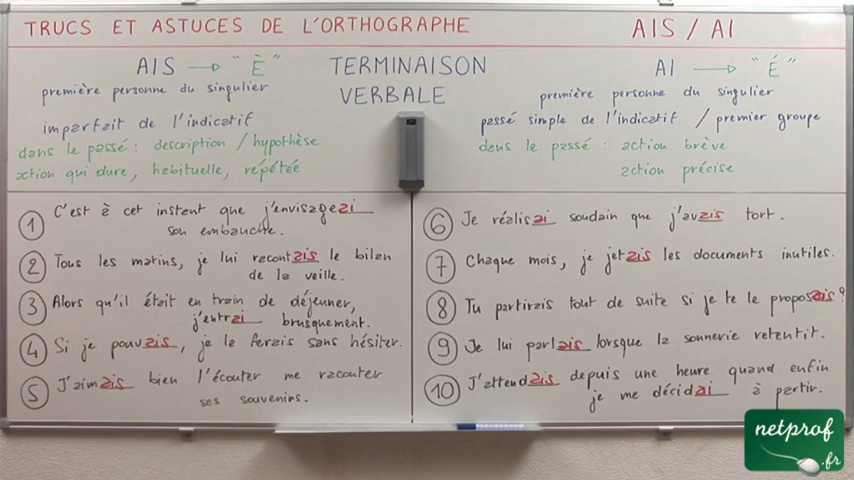 TRUCS ET ASTUCES DE L'ORTHOGRAPHE
AIS / AI
AIS → "È"
première personne du singulier
imparfait de l'indicatif
dans le passé : description / hypothèse
action qui dure, habituelle, répétée
TERMINAISON
VERBALE
AI → "É"
première personne du singulier
passé simple de l'indicatif / premier groupe
dans le passé : action brève
action précise
1 C'est à cet instant que j'envisageai
son embauche.
2 Tous les matins, je lui racontais le bilan
de la veille.
3 Alors qu'il était en train de déjeuner,
j'entrai brusquement.
4 Si je pouvais, je le ferais sans hésiter.
5 J'aimais bien l'écouter me raconter
ses souvenirs.
6 Je réalisai soudain que j'avais tort.
7 Chaque mois, je jetais les documents inutiles.
8 Tu partirais tout de suite si je te le proposais ?
9 Je lui parlais lorsque la sonnerie retentit.
10 J'attendais depuis une heure quand enfin
je me décidai à partir.
netprof
.fr